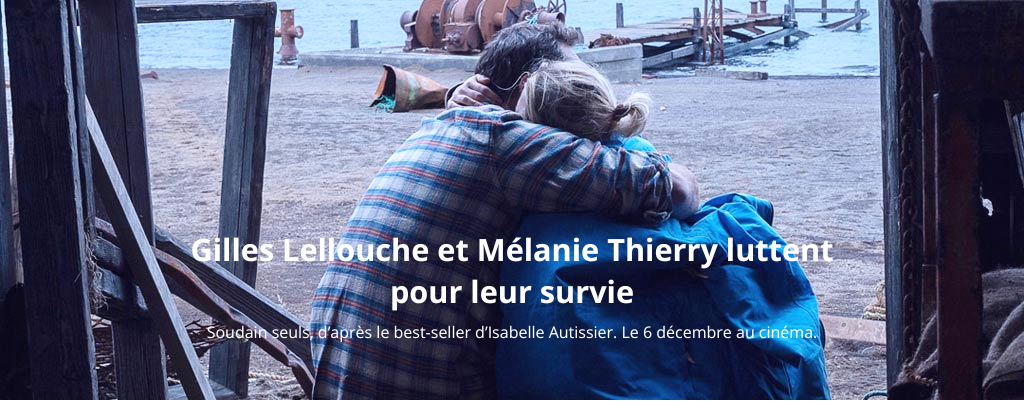 Gilles Lellouche et Mélanie Thierry luttent
pour leur survie
Soudain seuls, d’après le best-seller d’Isabelle Autissier. Le 6 décembre au cinéma.